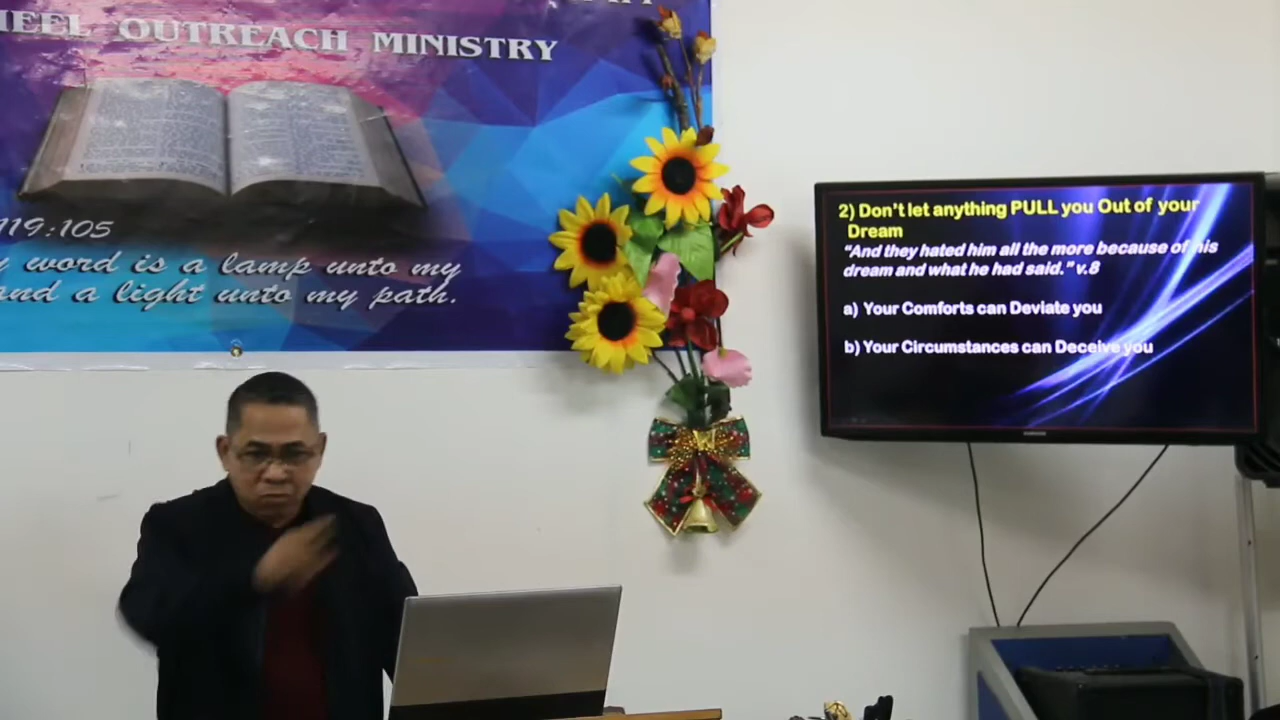 OUTREACH MINISTRY
119:105
word is a lamp unto my
and a light unto my path.
2) Don't let anything PULL you Out of your
Dream
"And they hated him all the more because of his
dream and what he had said." v.8
a) Your Comforts can Deviate you
b) Your Circumstances can Deceive you